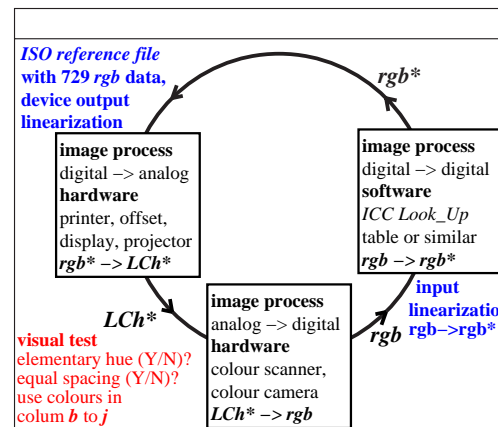 ISO reference file
with 729 rgb data,
device output
linearization
rgb*
image process
digital –> analog
hardware
printer, offset,
display, projector
rgb* –> LCh*
image process
digital –> digital
software
ICC Look_Up
table or similar
rgb –> rgb*
LCh*
image process
analog –> digital
hardware
colour scanner,
colour camera
LCh* –> rgb
rgb
input
linearization
rgb–>rgb*
visual test
elementary hue (Y/N)?
equal spacing (Y/N)?
use colours in
colum b to j